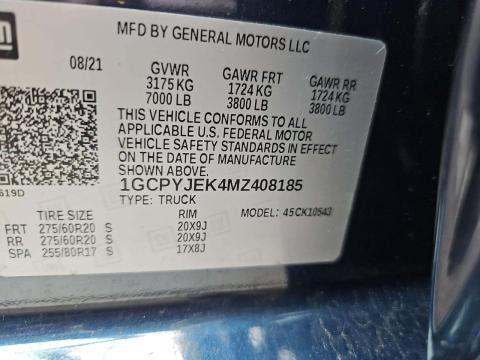 GM
MFD BY GENERAL MOTORS LLC
08/21 GVWR GAWR FRT GAWR RR
3175 KG 1724 KG 1724 KG
7000 LB 3800 LB 3800 LB
THIS VEHICLE CONFORMS TO ALL
APPLICABLE U.S. FEDERAL MOTOR
VEHICLE SAFETY STANDARDS IN EFFECT
ON THE DATE OF MANUFACTURE
SHOWN ABOVE.
619D 1GCPYJEK4MZ408185
TYPE: TRUCK MODEL: 45CK10543
TIRE SIZE RIM
FRT 275/60R20 S 20X9J
RR 275/60R20 S 20X9J
SPA 255/80R17 S 17X8J